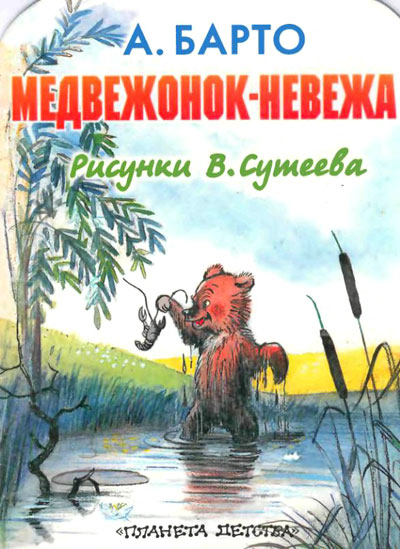 А. БАРТО
МЕДВЕЖОНОК-НЕВЕЖА
Рисунки В. Сутеева
«ПЛАНЕТА ДЕТСТВА»